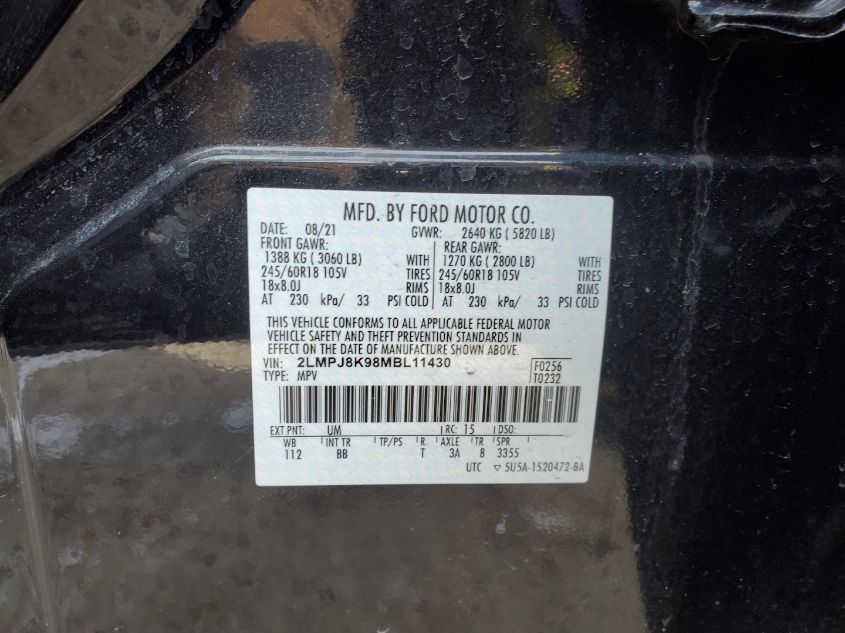 MFD. BY FORD MOTOR CO.
DATE: 08/21 GVWR: 2640 KG ( 5820 LB)
FRONT GAWR: REAR GAWR:
1388 KG ( 3060 LB) WITH 1270 KG ( 2800 LB) WITH
245/60R18 105V TIRES 245/60R18 105V TIRES
18x8.0J RIMS 18x8.0J RIMS
AT 230 kPa/ 33 PSI COLD AT 230 kPa/ 33 PSI COLD
THIS VEHICLE CONFORMS TO ALL APPLICABLE FEDERAL MOTOR
VEHICLE SAFETY AND THEFT PREVENTION STANDARDS IN
EFFECT ON THE DATE OF MANUFACTURE SHOWN ABOVE.
VIN: 2LMPJ8K98MBL11430 F0256
TYPE: MPV T0232
EXT PNT: UM RC: 15 DSO:
WB INT TR TP/PS R AXLE TR SPR
112 BB T 3A 8 3355
UTC ▽ 5U5A-1520472-BA